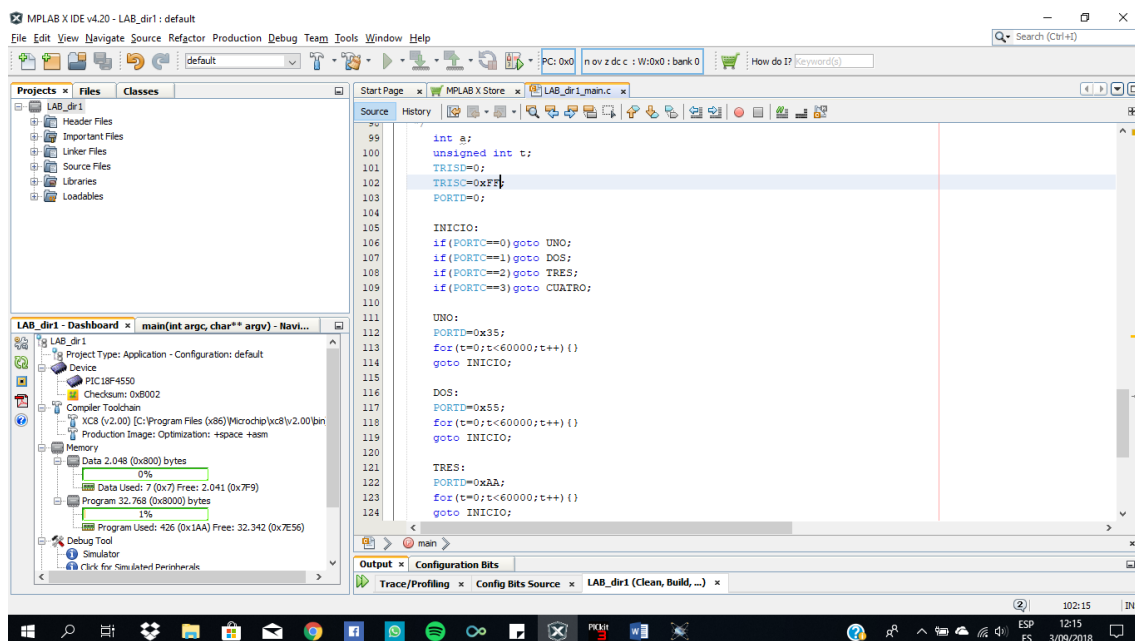 MPLAB X IDE v4.20 - LAB_dir1 : default
File Edit View Navigate Source Refactor Production Debug Team Tools Window Help
Search (Ctrl+I)
default
PC: 0x0
n ov z dc c : W:0x0 : bank 0
How do I? Keyword(s)
Projects x Files Classes
LAB_dir1
Header Files
Important Files
Linker Files
Source Files
Libraries
Loadables
LAB_dir1 - Dashboard x main(int argc, char** argv) - Navi...
LAB_dir1
Project Type: Application - Configuration: default
Device
PIC18F4550
Checksum: 0xB002
Compiler Toolchain
XC8 (v2.00) [C:\Program Files (x86)\Microchip\xc8\v2.00\bin
Production Image: Optimization: +space +asm
Memory
Data 2.048 (0x800) bytes
0%
Data Used: 7 (0x7) Free: 2.041 (0x7F9)
Program 32.768 (0x8000) bytes
1%
Program Used: 426 (0x1AA) Free: 32.342 (0x7E56)
Debug Tool
Simulator
Click for Simulated Peripherals
Start Page x MPLAB X Store x LAB_dir1_main.c x
Source History
99 int a;
100 unsigned int t;
101 TRISD=0;
102 TRISC=0xFF;
103 PORTD=0;
104
105 INICIO:
106 if(PORTC==0)goto UNO;
107 if(PORTC==1)goto DOS;
108 if(PORTC==2)goto TRES;
109 if(PORTC==3)goto CUATRO;
110
111 UNO:
112 PORTD=0x35;
113 for(t=0;t<60000;t++){}
114 goto INICIO;
115
116 DOS:
117 PORTD=0x55;
118 for(t=0;t<60000;t++){}
119 goto INICIO;
120
121 TRES:
122 PORTD=0xAA;
123 for(t=0;t<60000;t++){}
124 goto INICIO;
main
Output x Configuration Bits
Trace/Profiling x Config Bits Source x LAB_dir1 (Clean, Build, ...) x
2
102:15
IN
PICkit
3
ESP
ES
12:15
3/09/2018